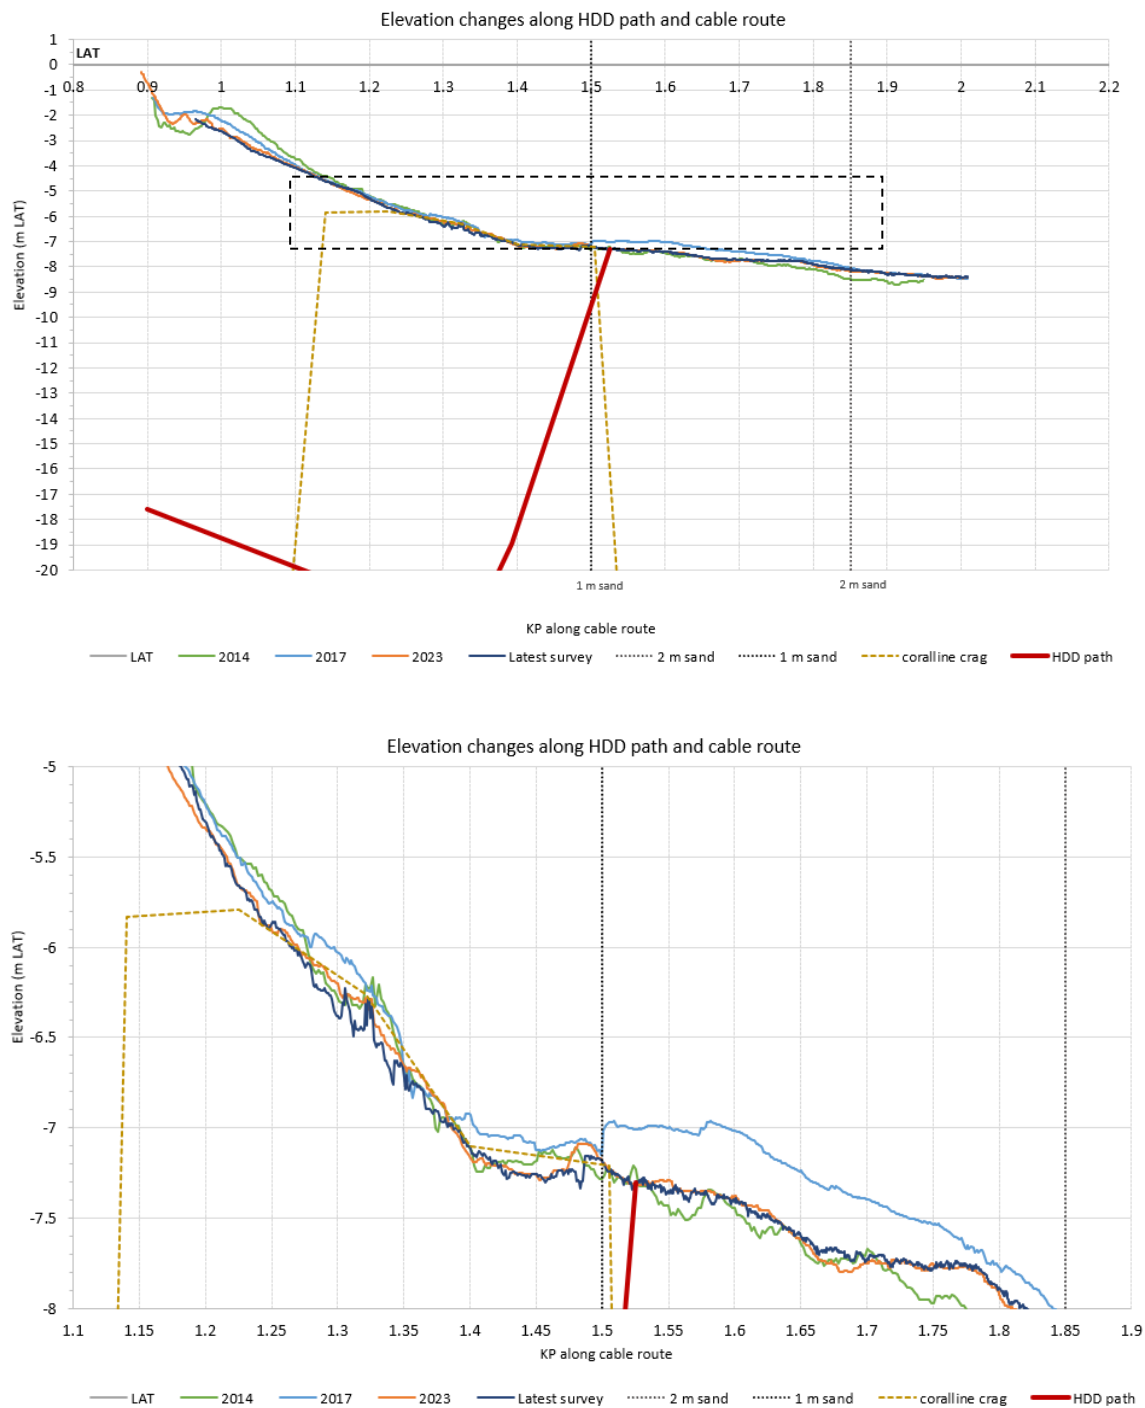 Elevation changes along HDD path and cable route
1
LAT
0
0.8 0.9 1 1.1 1.2 1.3 1.4 1.5 1.6 1.7 1.8 1.9 2 2.1 2.2
-1
-2
-3
-4
-5
-6
-7
-8
-9
-10
-11
-12
-13
-14
-15
-16
-17
-18
-19
-20
Elevation (m LAT)
1 m sand 2 m sand
KP along cable route
LAT 2014 2017 2023 Latest survey 2 m sand 1 m sand coralline crag HDD path
Elevation changes along HDD path and cable route
-5
-5.5
-6
-6.5
-7
-7.5
-8
Elevation (m LAT)
1.1 1.15 1.2 1.25 1.3 1.35 1.4 1.45 1.5 1.55 1.6 1.65 1.7 1.75 1.8 1.85 1.9
KP along cable route
LAT 2014 2017 2023 Latest survey 2 m sand 1 m sand coralline crag HDD path